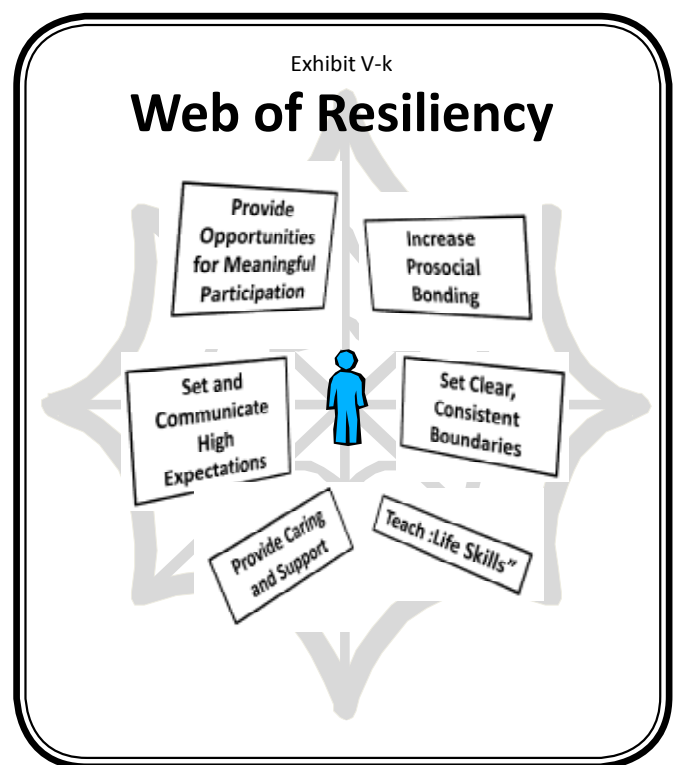 Exhibit V-k
Web of Resiliency
Provide
Opportunities
for Meaningful
Participation
Increase
Prosocial
Bonding
Set and
Communicate
High
Expectations
Set Clear,
Consistent
Boundaries
Provide Caring
and Support
Teach :Life Skills”